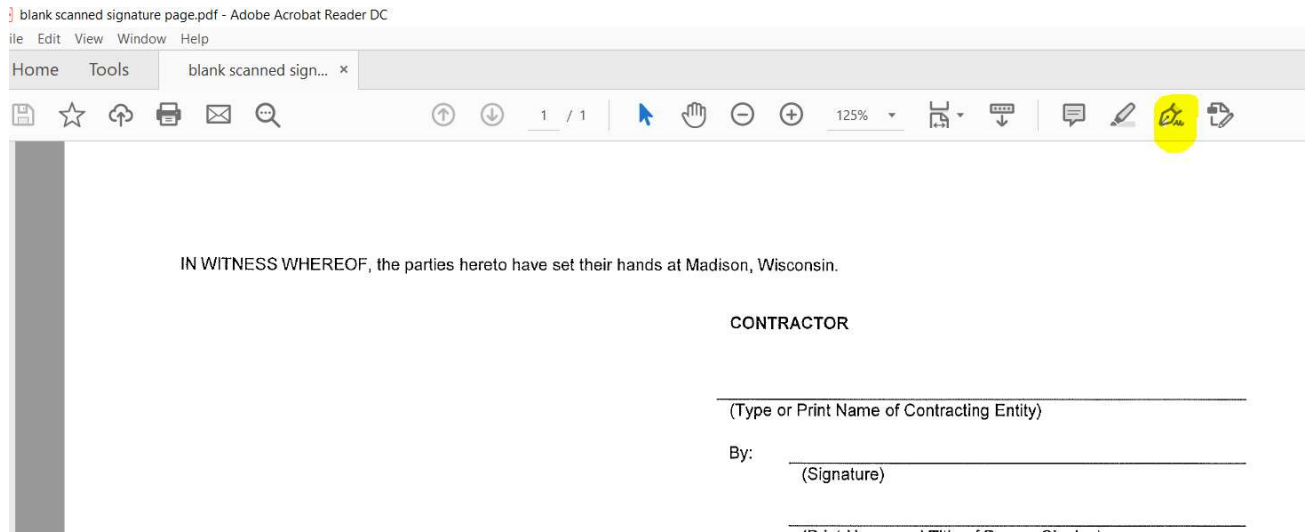 blank scanned signature page.pdf - Adobe Acrobat Reader DC
ile Edit View Window Help
Home Tools blank scanned sign... ×
1 / 1 125%
IN WITNESS WHEREOF, the parties hereto have set their hands at Madison, Wisconsin.
CONTRACTOR
(Type or Print Name of Contracting Entity)
By:
(Signature)